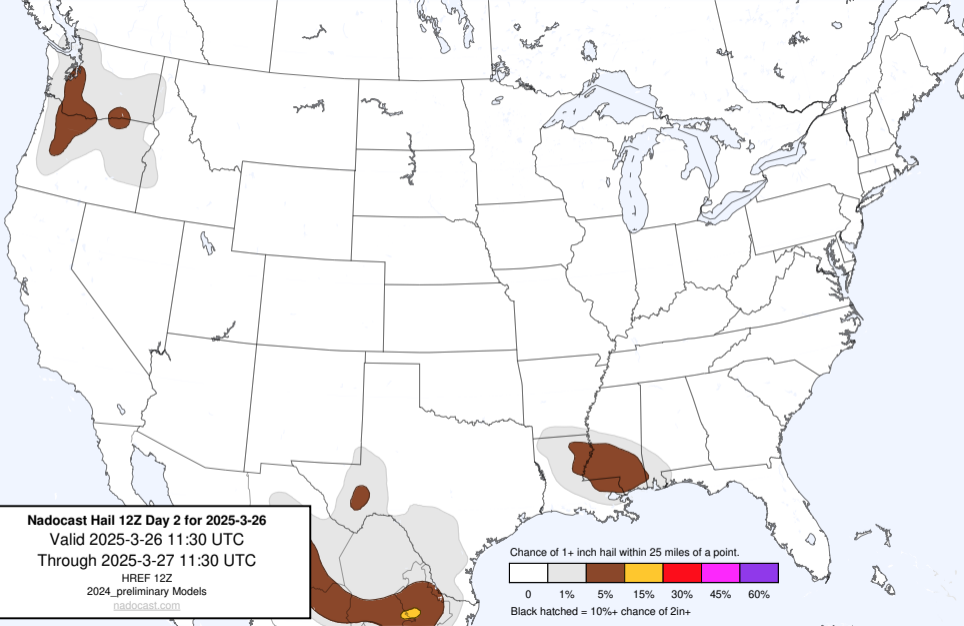 Nadocast Hail 12Z Day 2 for 2025-3-26
Valid 2025-3-26 11:30 UTC
Through 2025-3-27 11:30 UTC
HREF 12Z
2024_preliminary Models
nadocast.com
Chance of 1+ inch hail within 25 miles of a point.
0 1% 5% 15% 30% 45% 60%
Black hatched = 10%+ chance of 2in+